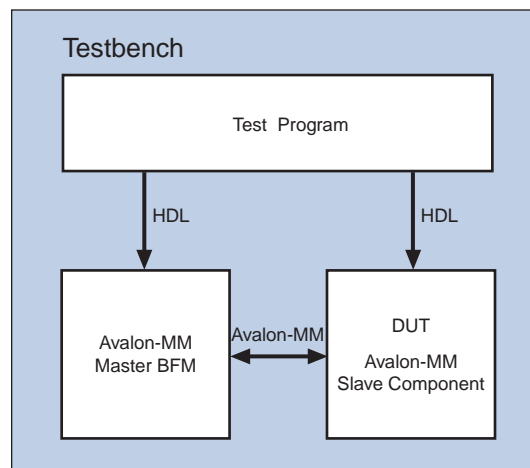 Testbench
Test Program
HDL
HDL
Avalon-MM
Master BFM
Avalon-MM
DUT
Avalon-MM
Slave Component